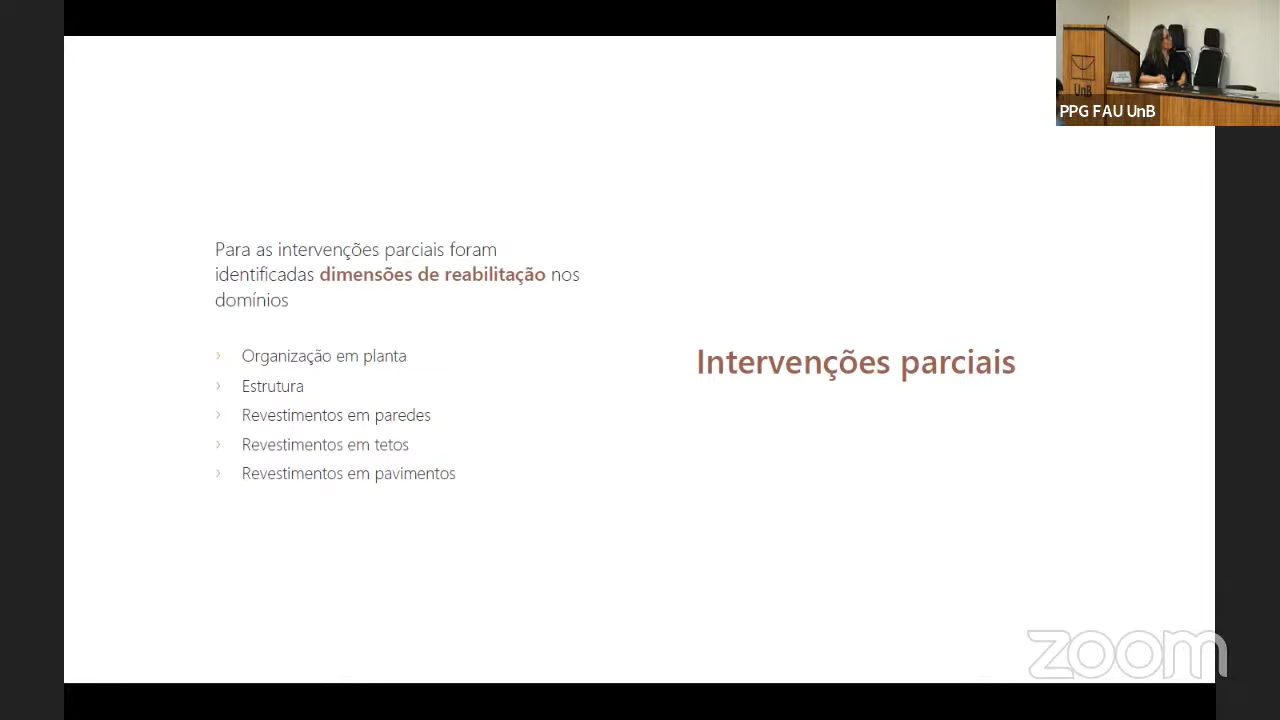 PPG FAU UnB
UnB
Para as intervenções parciais foram
identificadas dimensões de reabilitação nos
domínios
› Organização em planta
› Estrutura
› Revestimentos em paredes
› Revestimentos em tetos
› Revestimentos em pavimentos
Intervenções parciais
zoom